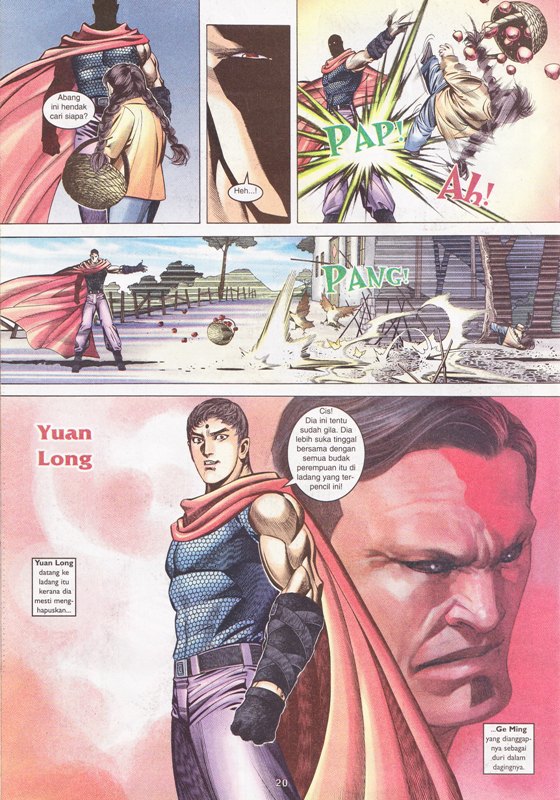 Abang
ini hendak
cari siapa?
Heh...!
PAP!
Ah!
PANG!
Yuan
Long
Cis!
Dia ini tentu
sudah gila. Dia
lebih suka tinggal
bersama dengan
semua budak
perempuan itu di
ladang yang ter-
pencil ini!
Yuan Long
datang ke
ladang itu
kerana dia
mesti meng-
hapuskan...
...Ge Ming
yang dianggap-
nya sebagai
duri dalam
dagingnya.
20